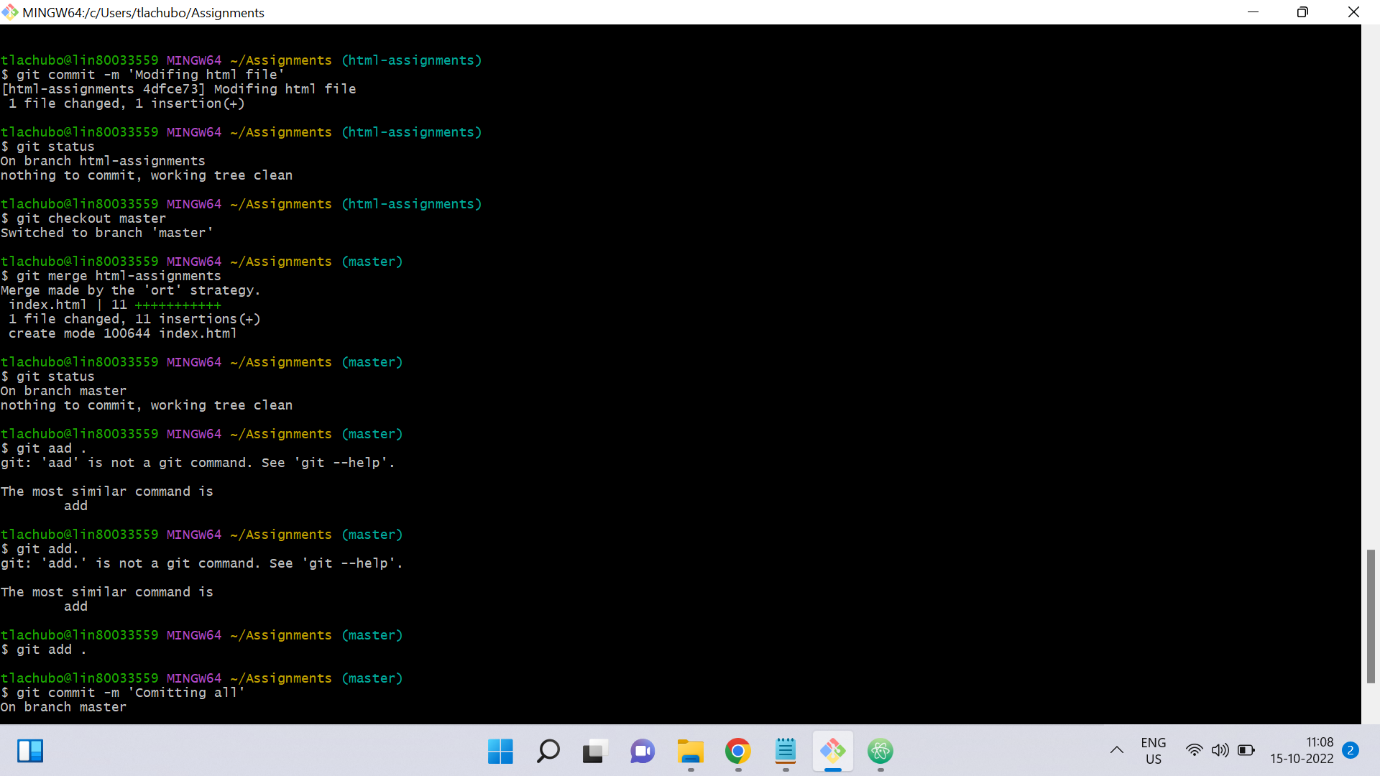 MINGW64:/c/Users/tlachubo/Assignments
tlachubo@lin80033559 MINGW64 ~/Assignments (html-assignments)
$ git commit -m 'Modifing html file'
[html-assignments 4dfce73] Modifing html file
 1 file changed, 1 insertion(+)
tlachubo@lin80033559 MINGW64 ~/Assignments (html-assignments)
$ git status
On branch html-assignments
nothing to commit, working tree clean
tlachubo@lin80033559 MINGW64 ~/Assignments (html-assignments)
$ git checkout master
Switched to branch 'master'
tlachubo@lin80033559 MINGW64 ~/Assignments (master)
$ git merge html-assignments
Merge made by the 'ort' strategy.
 index.html | 11 +++++++++++
 1 file changed, 11 insertions(+)
 create mode 100644 index.html
tlachubo@lin80033559 MINGW64 ~/Assignments (master)
$ git status
On branch master
nothing to commit, working tree clean
tlachubo@lin80033559 MINGW64 ~/Assignments (master)
$ git aad .
git: 'aad' is not a git command. See 'git --help'.
The most similar command is
        add
tlachubo@lin80033559 MINGW64 ~/Assignments (master)
$ git add.
git: 'add.' is not a git command. See 'git --help'.
The most similar command is
        add
tlachubo@lin80033559 MINGW64 ~/Assignments (master)
$ git add .
tlachubo@lin80033559 MINGW64 ~/Assignments (master)
$ git commit -m 'Comitting all'
On branch master
ENG
US
11:08
15-10-2022
2